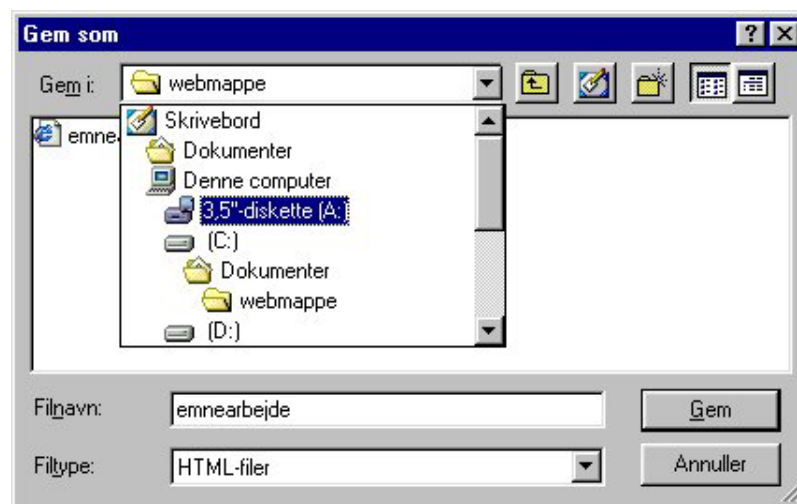 Gem som
Gem i: webmappe
Skrivebord
emne
Dokumenter
Denne computer
3,5"-diskette (A:)
(C:)
Dokumenter
webmappe
(D:)
Filnavn: emnearbejde Gem
Filtype: HTML-filer Annuller